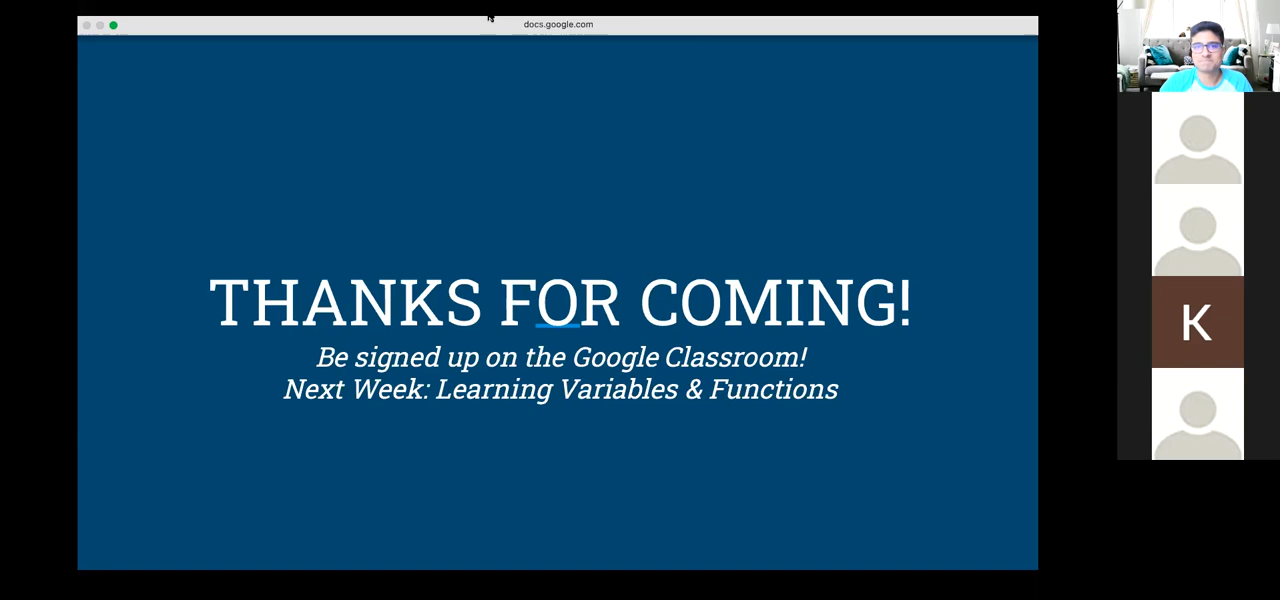 docs.google.com
THANKS FOR COMING!
Be signed up on the Google Classroom!
Next Week: Learning Variables & Functions
K